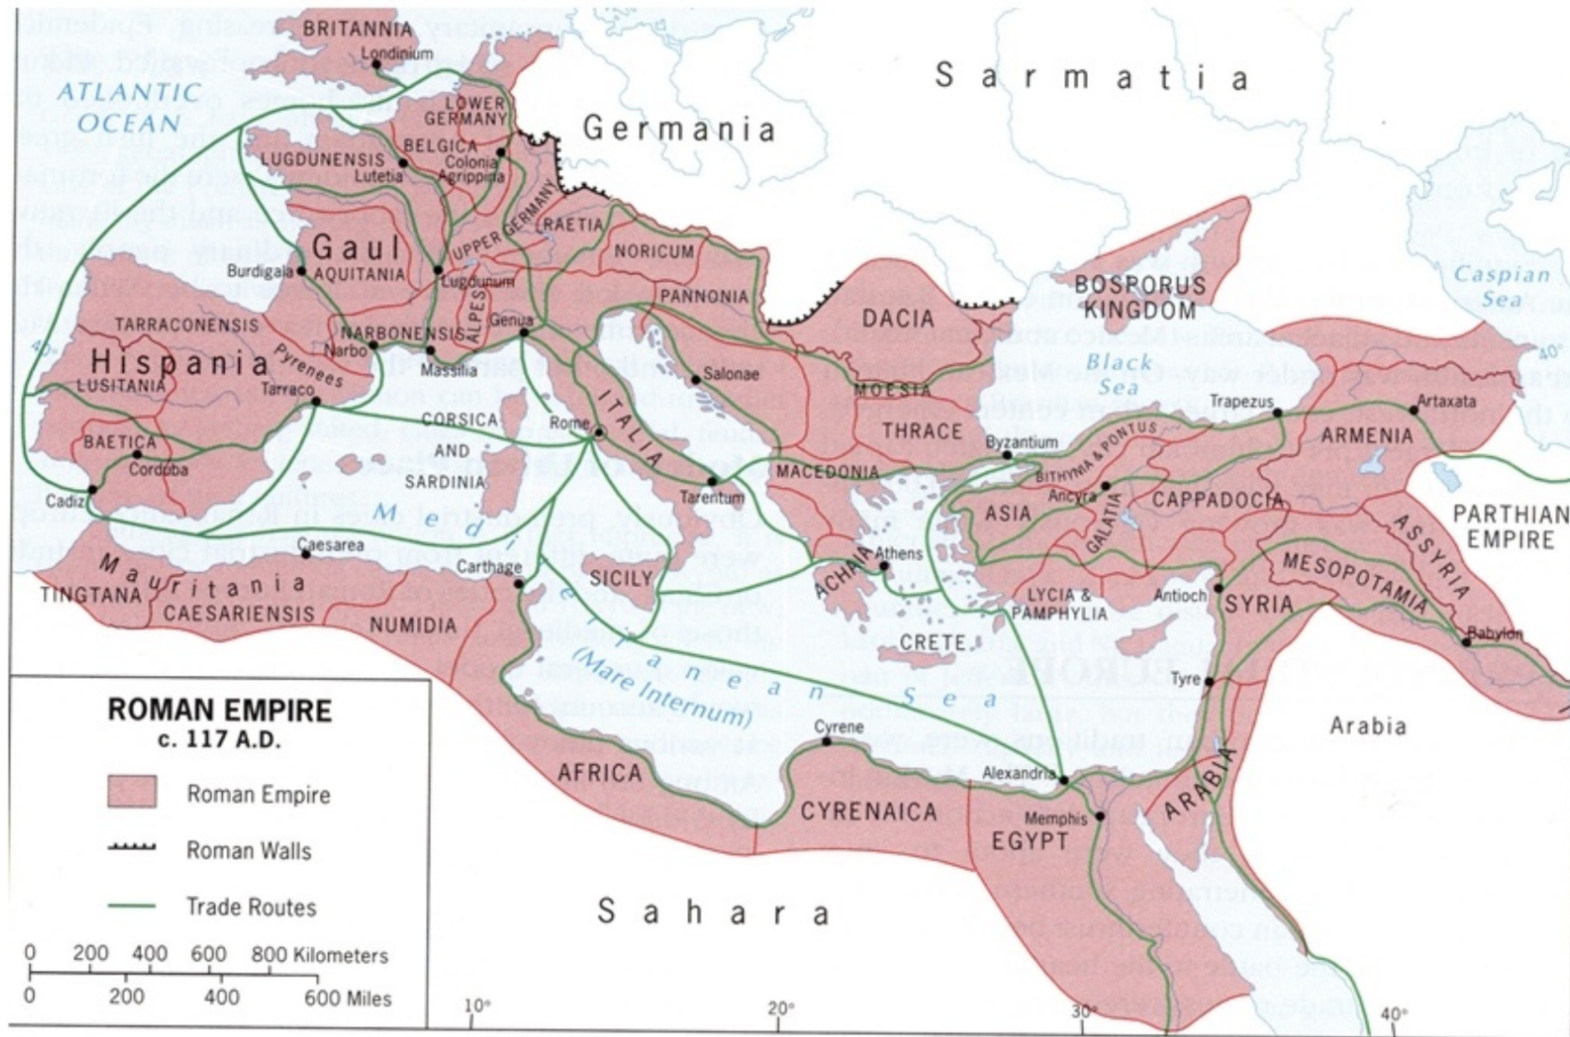 BRITANNIA
Londinium
ATLANTIC
OCEAN
LOWER
GERMANY
BELGICA
Colonia
Agrippina
LUGDUNENSIS
Lutetia
Germania
Sarmatia
UPPER GERMANY
RAETIA
NORICUM
Gaul
AQUITANIA
Burdigala
Lugdunum
PANNONIA
ALPES
Genua
NARBONENSIS
Narbo
Massilia
TARRACONENSIS
Pyrenees
Hispania
40°
LUSITANIA
Tarraco
BAETICA
Corduba
Cadiz
CORSICA
AND
SARDINIA
Rome
ITALIA
Salonae
Tarentum
DACIA
MOESIA
THRACE
MACEDONIA
Byzantium
BOSPORUS
KINGDOM
Black
Sea
Caspian
Sea
40°
Trapezus
Artaxata
ARMENIA
BITHYMA & PONTUS
Ancyra
CAPPADOCIA
ASIA
GALATIA
PARTHIAN
EMPIRE
ASSYRIA
MESOPOTAMIA
LYCIA &
PAMPHYLIA
Antioch
SYRIA
Babylon
Tyre
ACHAIA
Athens
CRETE
SICILY
Carthage
Caesarea
Mauritania
TINGTANA
CAESARIENSIS
NUMIDIA
Mediterranean Sea
(Mare Internum)
Cyrene
Alexandria
Memphis
AFRICA
CYRENAICA
EGYPT
ARABIA
Arabia
Sahara
ROMAN EMPIRE
c. 117 A.D.
Roman Empire
Roman Walls
Trade Routes
0 200 400 600 800 Kilometers
0 200 400 600 Miles
10° 20° 30° 40°